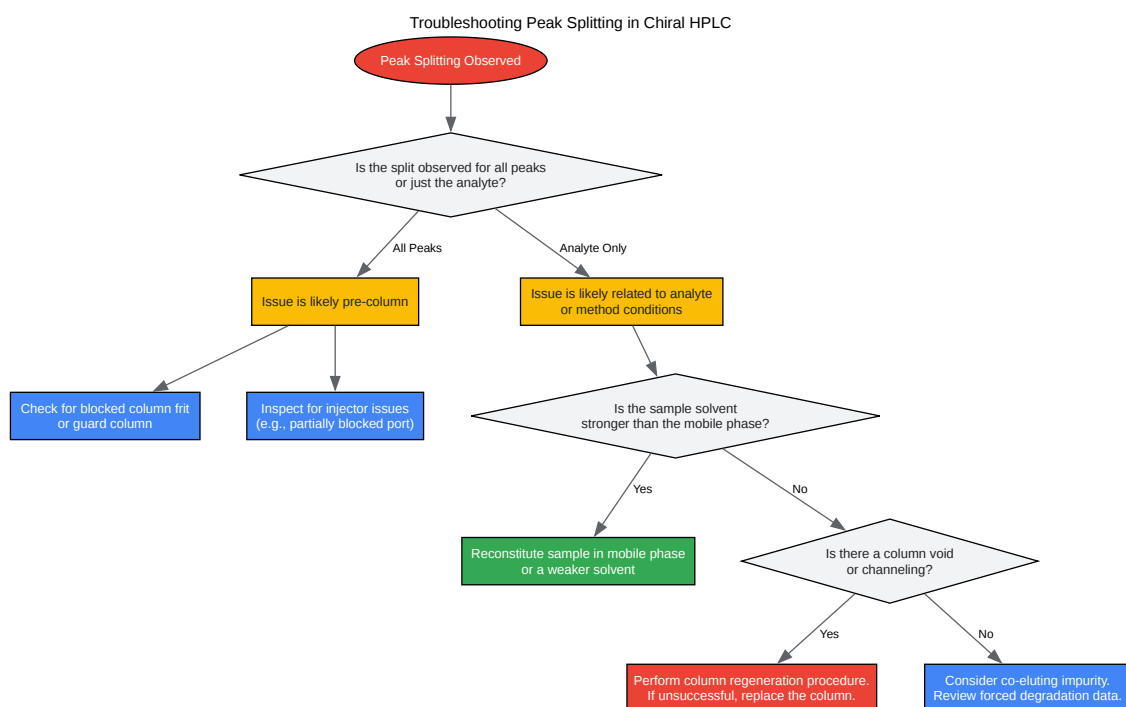 Troubleshooting Peak Splitting in Chiral HPLC
Peak Splitting Observed
Is the split observed for all peaks
or just the analyte?
All Peaks
Analyte Only
Issue is likely pre-column
Issue is likely related to analyte
or method conditions
Check for blocked column frit
or guard column
Inspect for injector issues
(e.g., partially blocked port)
Is the sample solvent
stronger than the mobile phase?
Yes
No
Reconstitute sample in mobile phase
or a weaker solvent
Is there a column void
or channeling?
Yes
No
Perform column regeneration procedure.
If unsuccessful, replace the column.
Consider co-eluting impurity.
Review forced degradation data.